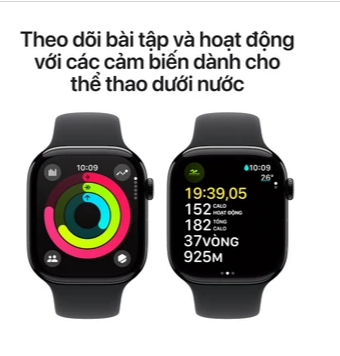 Theo dõi bài tập và hoạt động
với các cảm biến dành cho
thể thao dưới nước
10:09
10:09
26°
19:39,05
152 CALO HOẠT ĐỘNG
182 TỔNG CALO
37VÒNG
925M